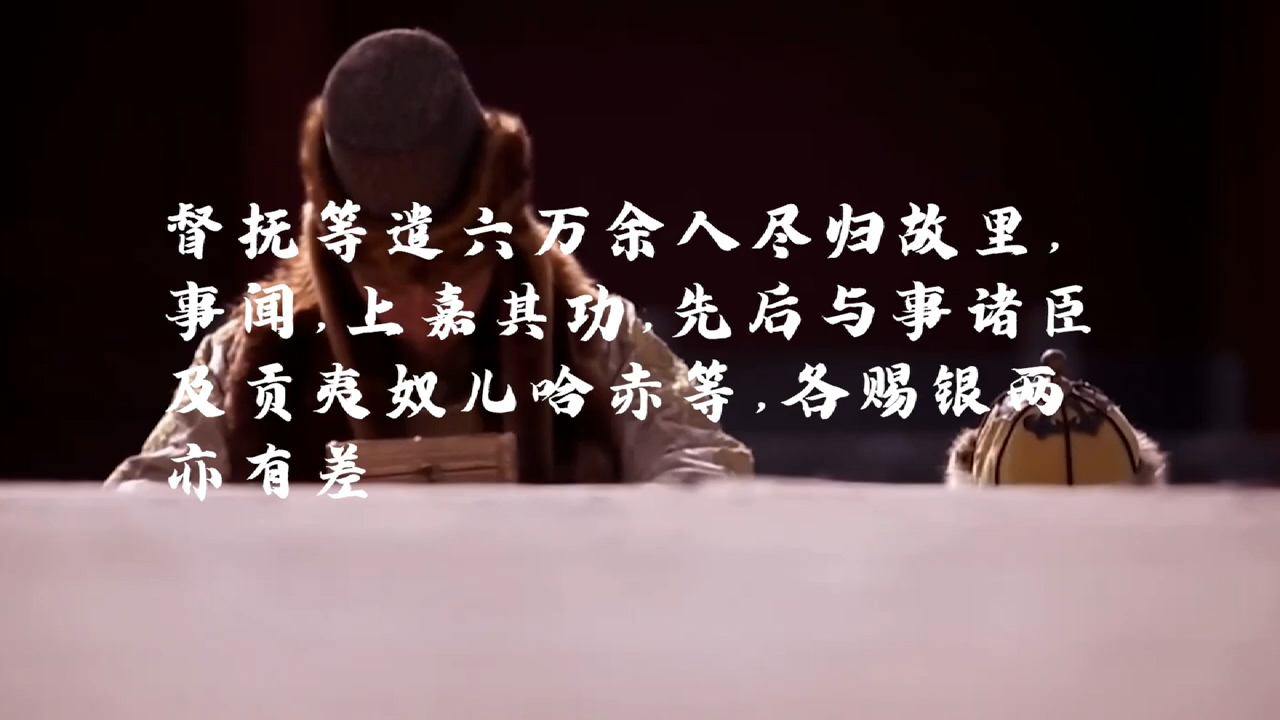 督抚等遣六万余人尽归故里，
事闻，上嘉其功，先后与事诸臣
及贡夷奴儿哈赤等，各赐银两
亦有差